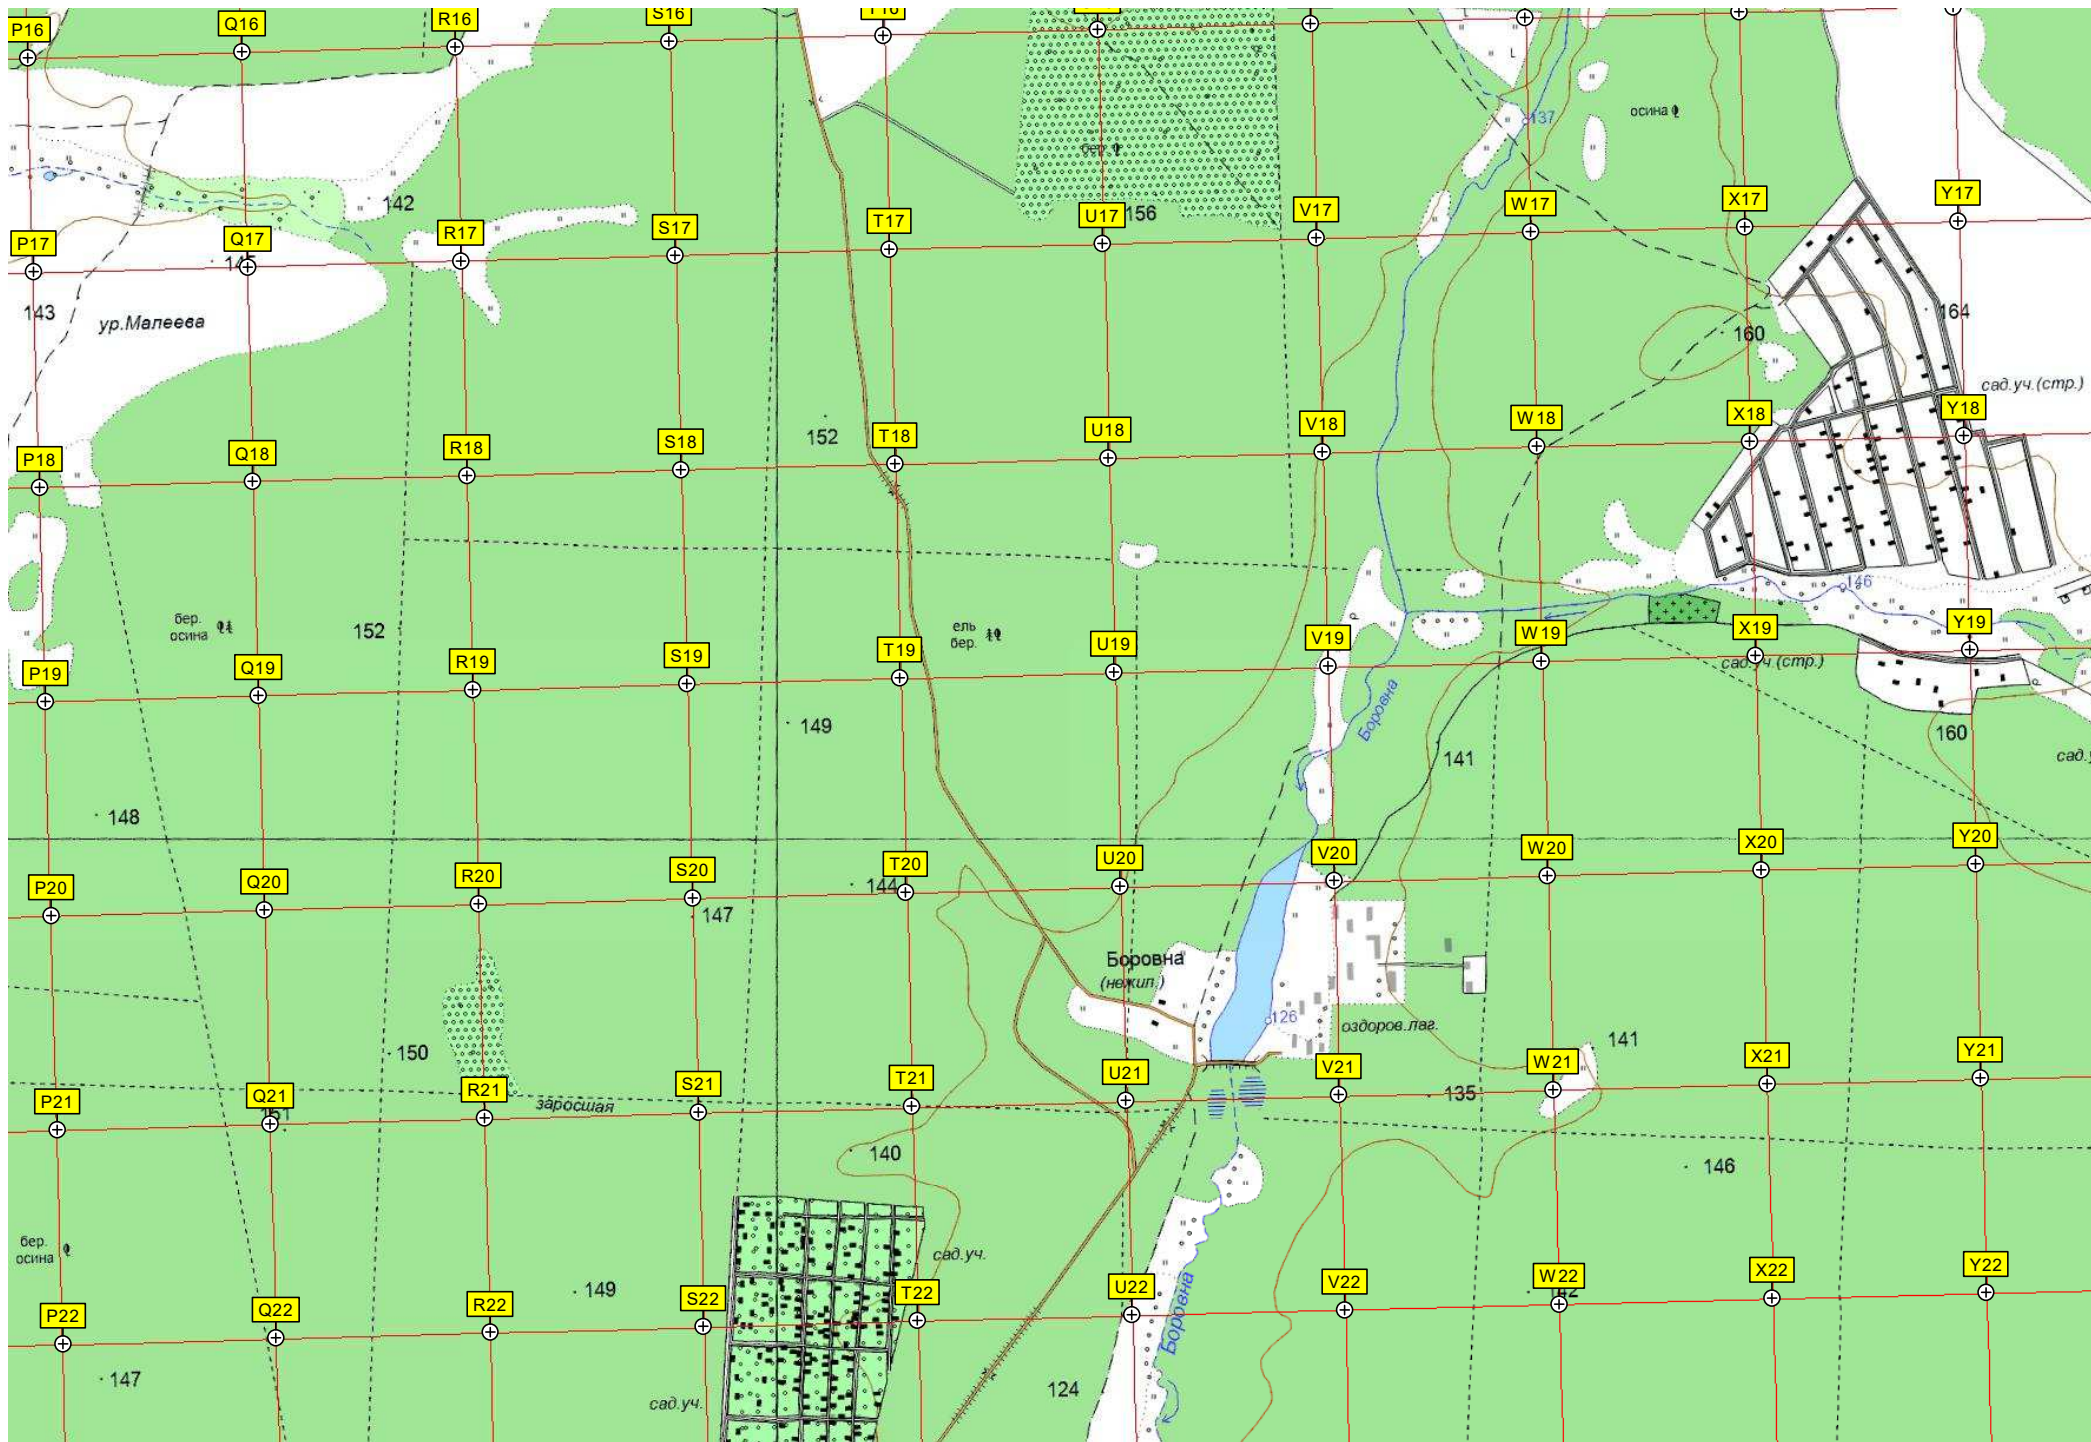 P16
Q16
R16
S16
T16
137
осина
142
156
P17
Q17
R17
S17
T17
U17
V17
W17
X17
Y17
143
ур.Малеева
160
164
сад.уч.(стр.)
152
P18
Q18
R18
S18
T18
U18
V18
W18
X18
Y18
146
бер.
осина
152
ель
бер.
P19
Q19
R19
S19
T19
U19
V19
W19
X19
Y19
сад.уч.(стр.)
149
Боровна
141
160
148
P20
Q20
R20
S20
T20
U20
V20
W20
X20
Y20
144
147
Боровна
(нежил.)
126
оздоров.лаг.
150
141
P21
Q21
R21
S21
T21
U21
V21
W21
X21
Y21
заросшая
135
140
146
бер.
осина
сад.уч.
149
P22
Q22
R22
S22
T22
U22
V22
W22
X22
Y22
142
Боровна
147
124
сад.уч.